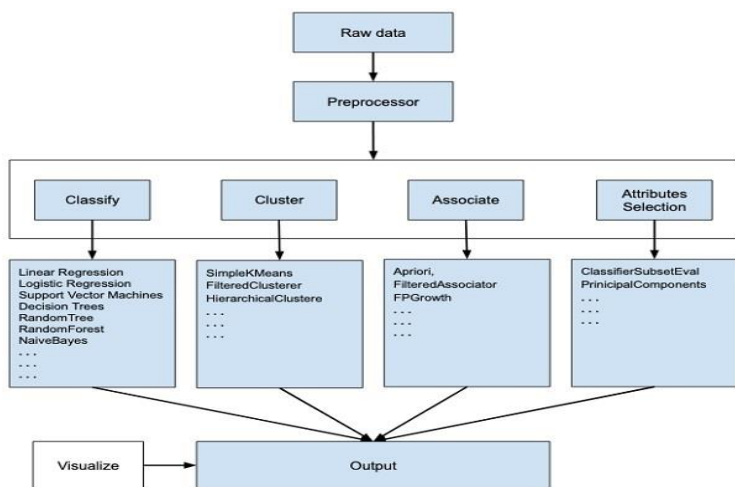 Raw data
Preprocessor
Classify
Cluster
Associate
Attributes
Selection
Linear Regression
Logistic Regression
Support Vector Machines
Decision Trees
RandomTree
RandomForest
NaiveBayes
. . .
. . .
. . .
SimpleKMeans
FilteredClusterer
HierarchicalClustere
. . .
. . .
. . .
Apriori,
FilteredAssociator
FPGrowth
. . .
. . .
. . .
ClassifierSubsetEval
PrinicipalComponents
. . .
. . .
. . .
Visualize
Output